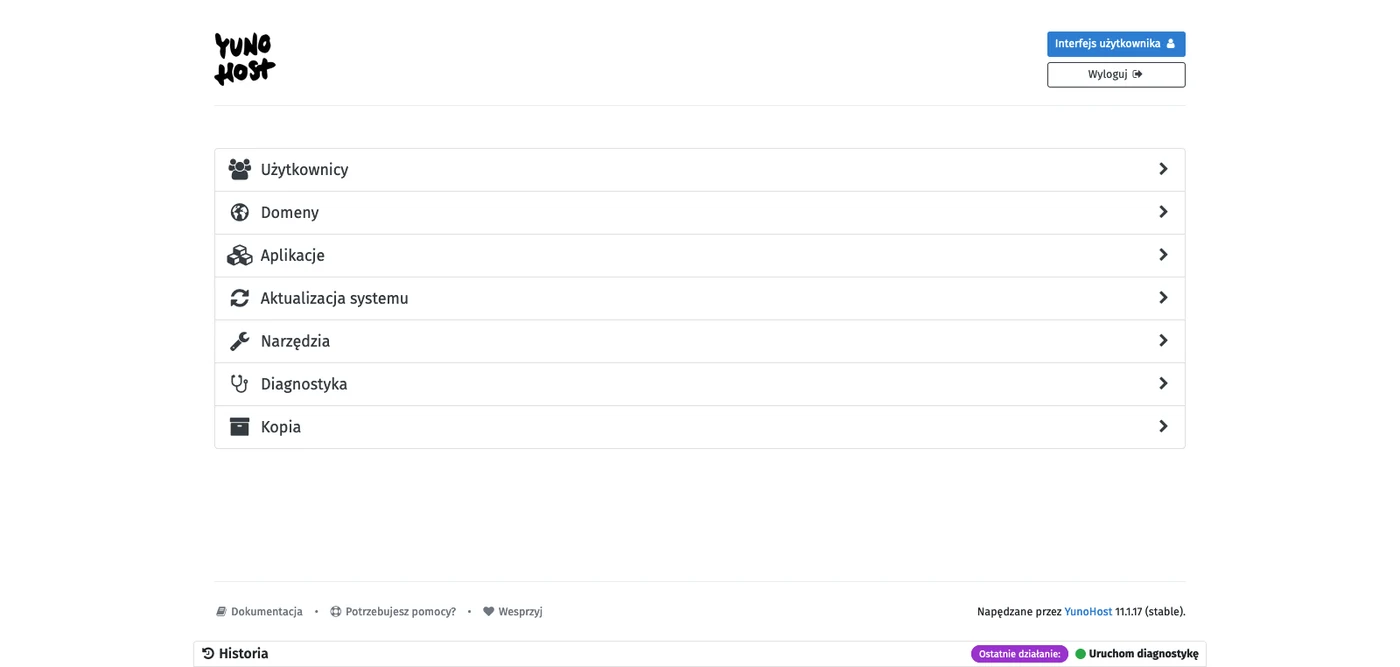 YUNO
HOST
Interfejs użytkownika
Wyloguj
Użytkownicy
Domeny
Aplikacje
Aktualizacja systemu
Narzędzia
Diagnostyka
Kopia
Dokumentacja • Potrzebujesz pomocy? • Wesprzyj
Napędzane przez YunoHost 11.1.17 (stable).
Historia
Ostatnie działanie: Uruchom diagnostykę